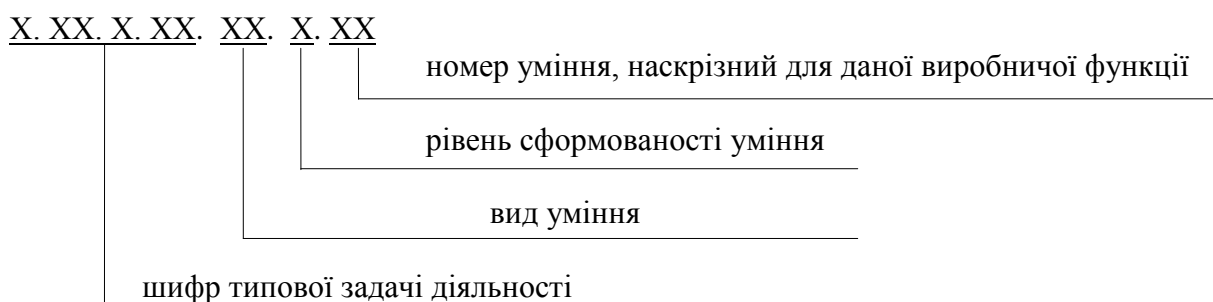 Х. ХХ. Х. ХХ. ХХ. Х. ХХ
номер уміння, наскрізний для даної виробничої функції
рівень сформованості уміння
вид уміння
шифр типової задачі діяльності